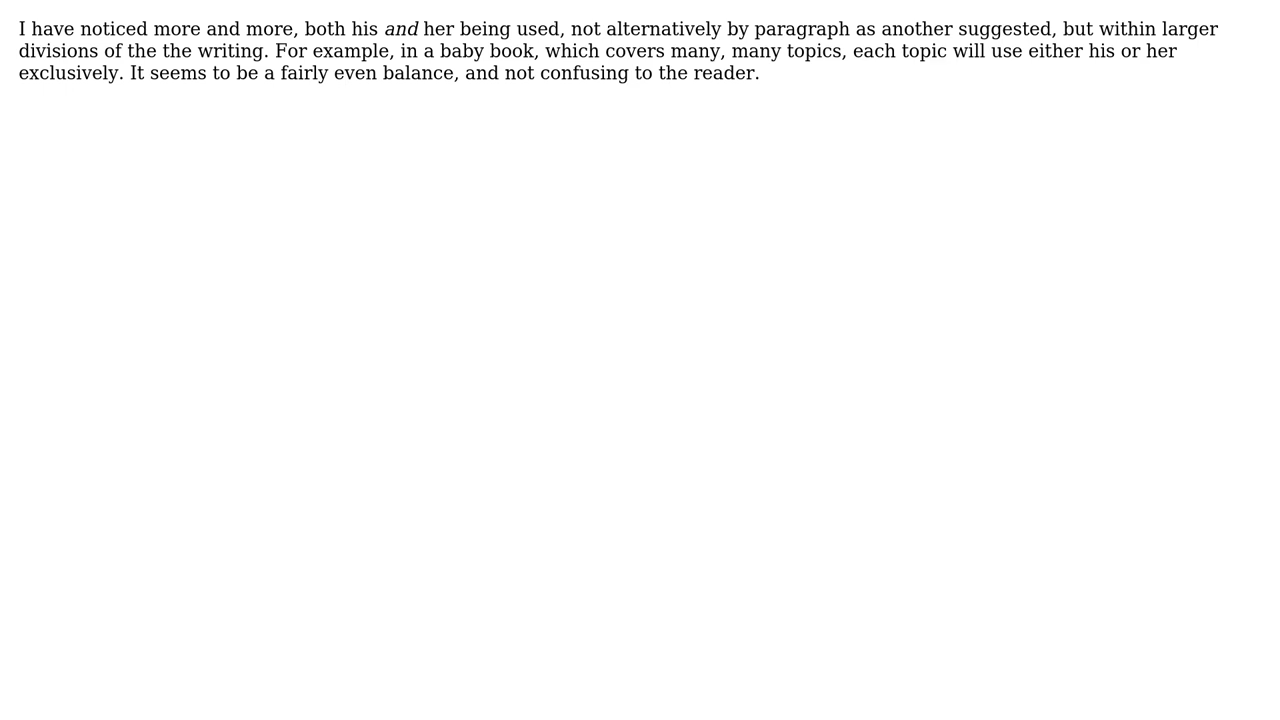 I have noticed more and more, both his and her being used, not alternatively by paragraph as another suggested, but within larger
divisions of the the writing. For example, in a baby book, which covers many, many topics, each topic will use either his or her
exclusively. It seems to be a fairly even balance, and not confusing to the reader.